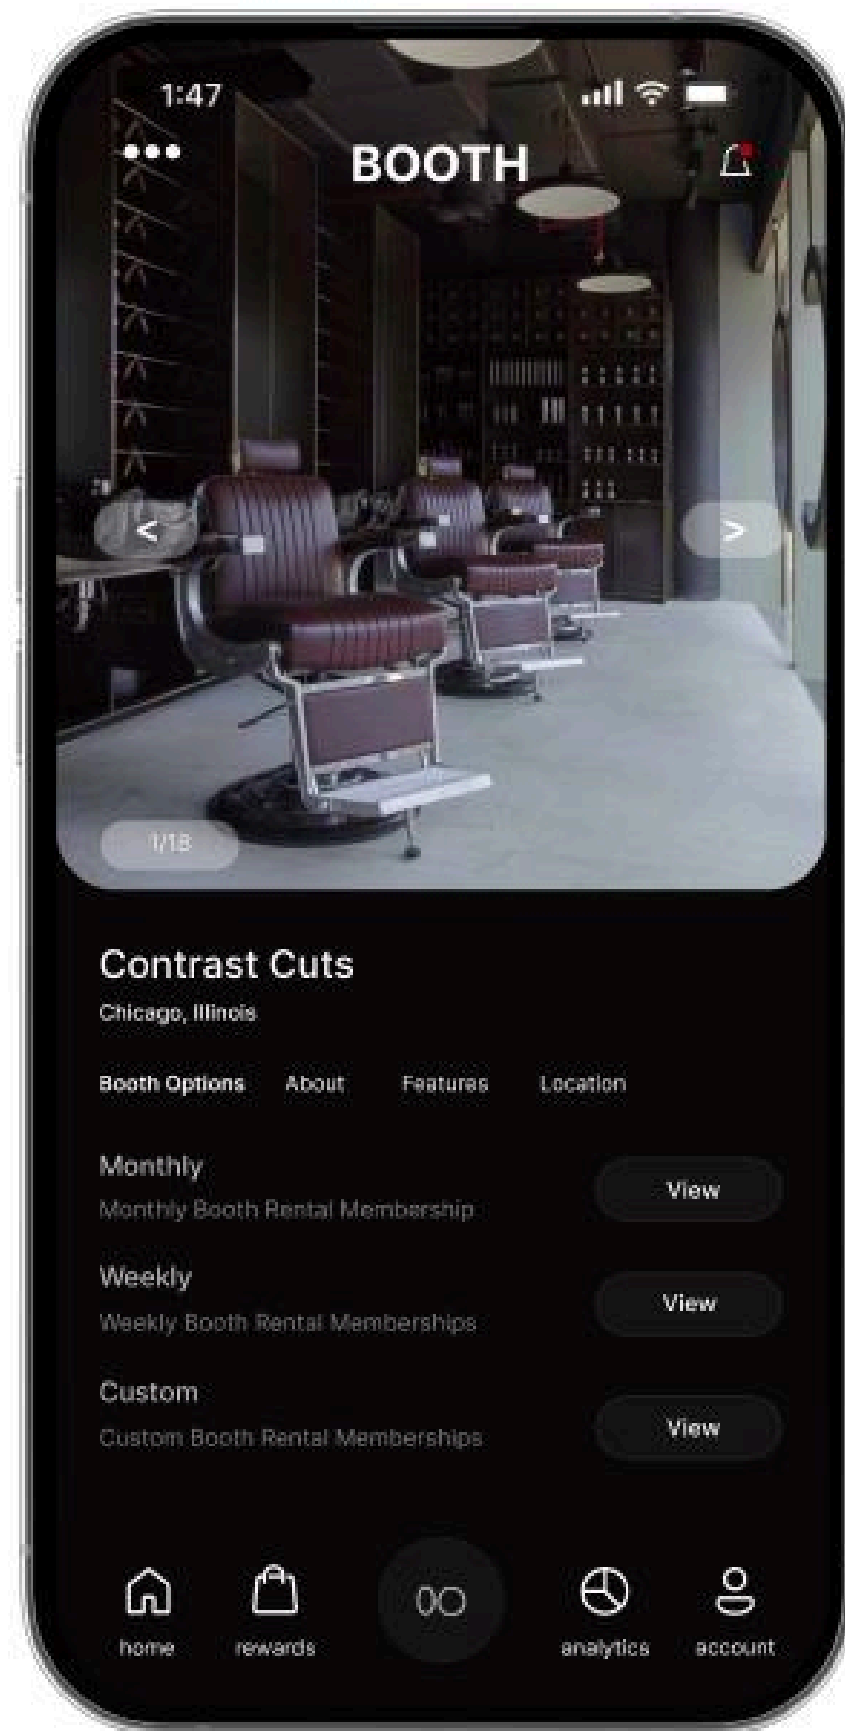 1:47
BOOTH
<
>
1/18
Contrast Cuts
Chicago, Illinois
Booth Options About Features Location
Monthly
View
Monthly Booth Rental Membership
Weekly
View
Weekly Booth Rental Memberships
Custom
View
Custom Booth Rental Memberships
home rewards analytics account